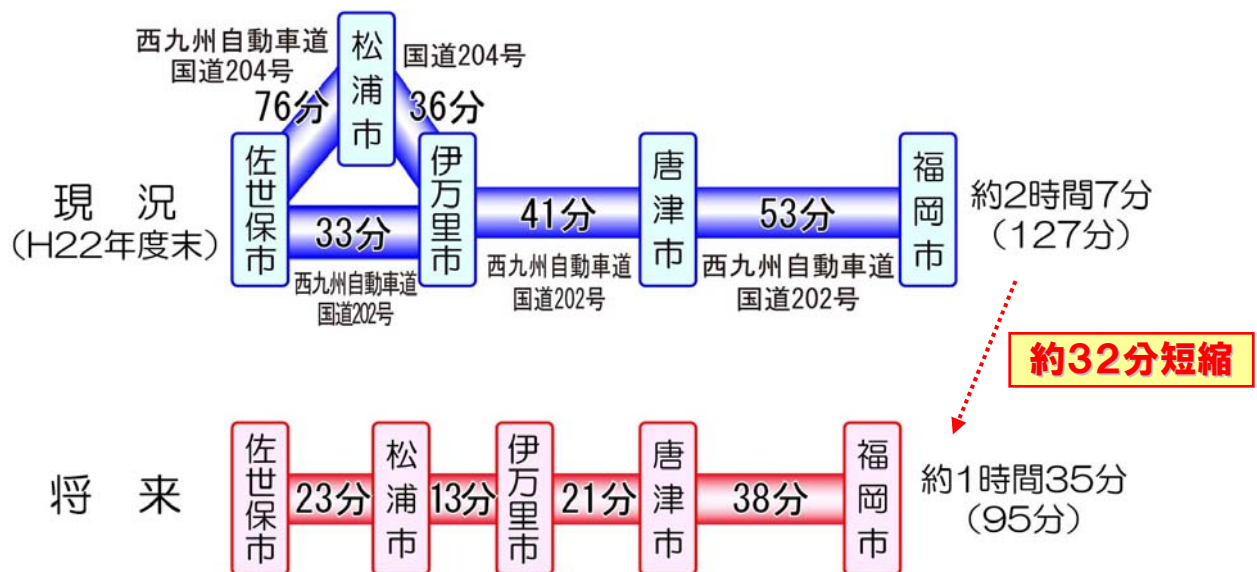 西九州自動車道
国道204号
松浦市
国道204号
76分
36分
現 況
(H22年度末)
佐世保市
33分
西九州自動車道
国道202号
伊万里市
41分
西九州自動車道
国道202号
唐津市
53分
西九州自動車道
国道202号
福岡市
約2時間7分
(127分)
約32分短縮
将 来
佐世保市
23分
松浦市
13分
伊万里市
21分
唐津市
38分
福岡市
約1時間35分
(95分)